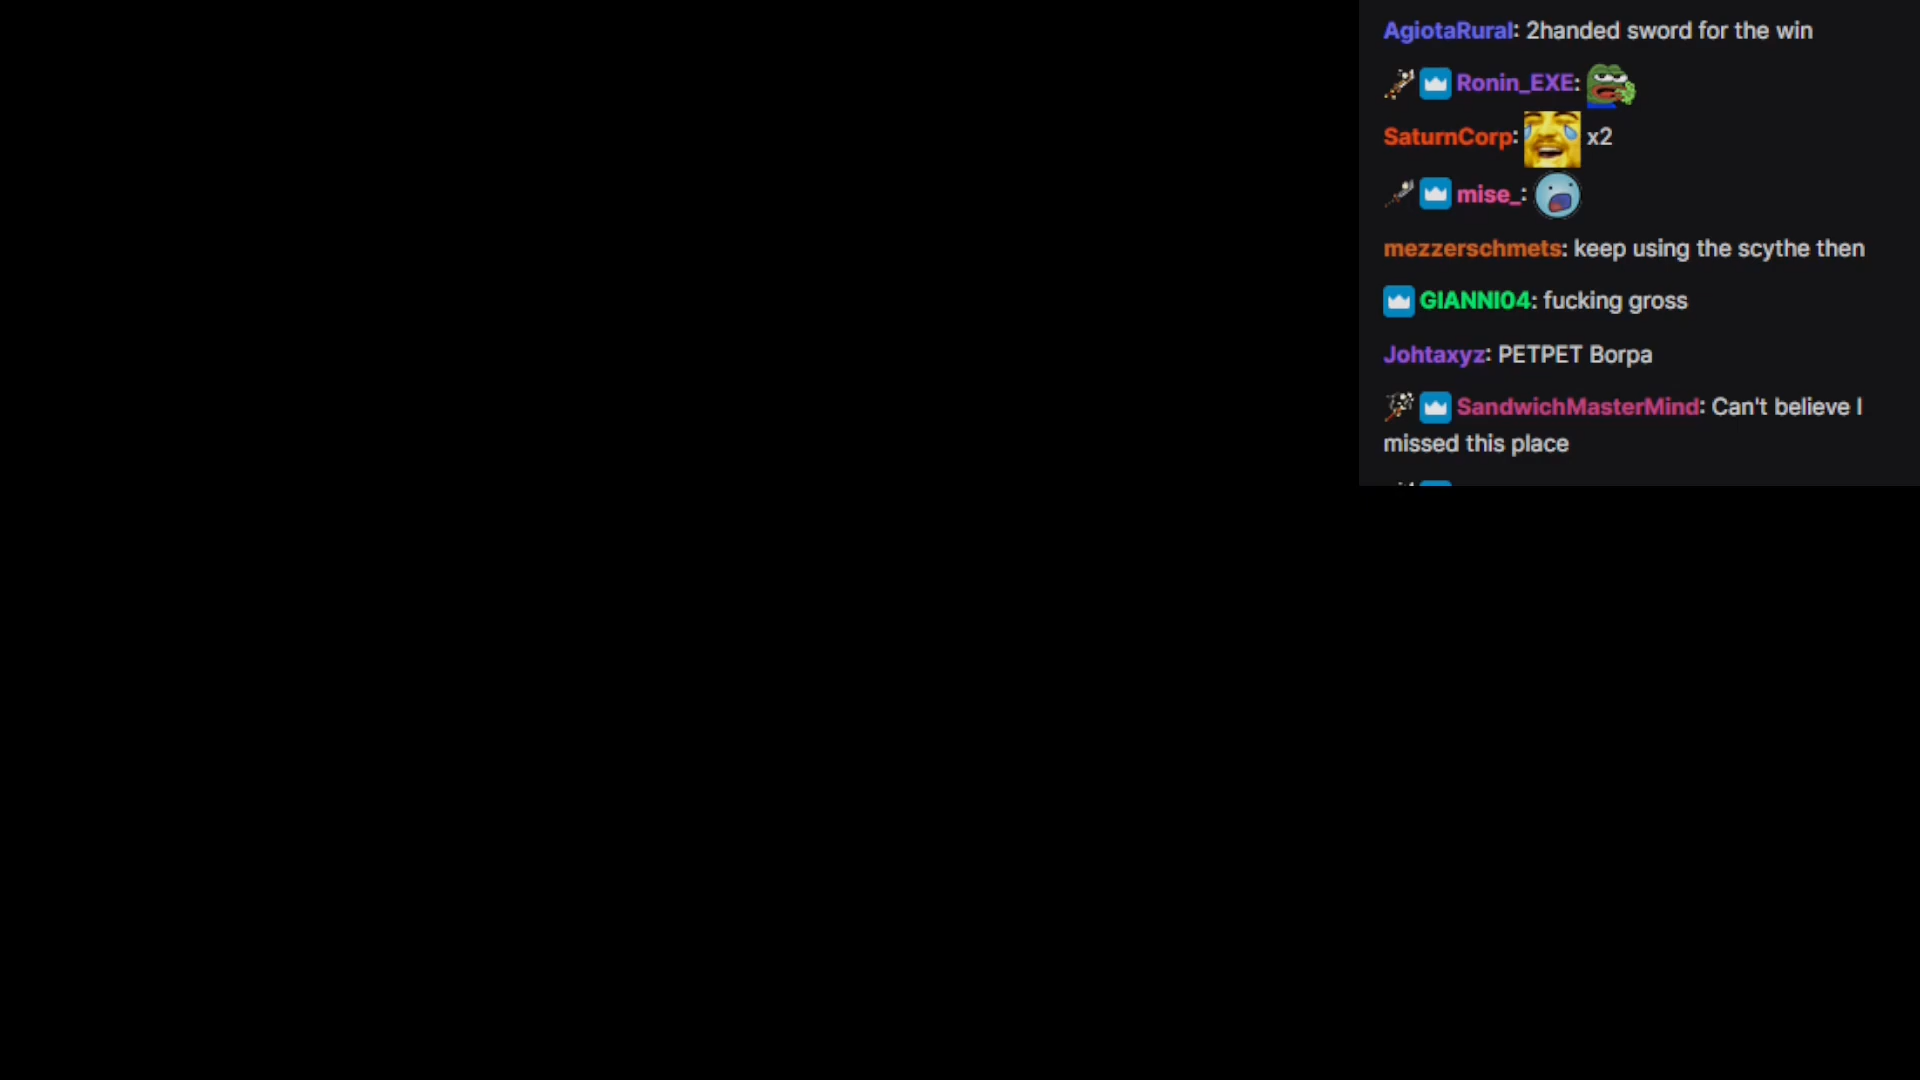 AgiotaRural: 2handed sword for the win
Ronin_EXE:
SaturnCorp: x2
mise_:
mezzerschmets: keep using the scythe then
GIANNI04: fucking gross
Johtaxyz: PETPET Borpa
SandwichMasterMind: Can't believe I
missed this place